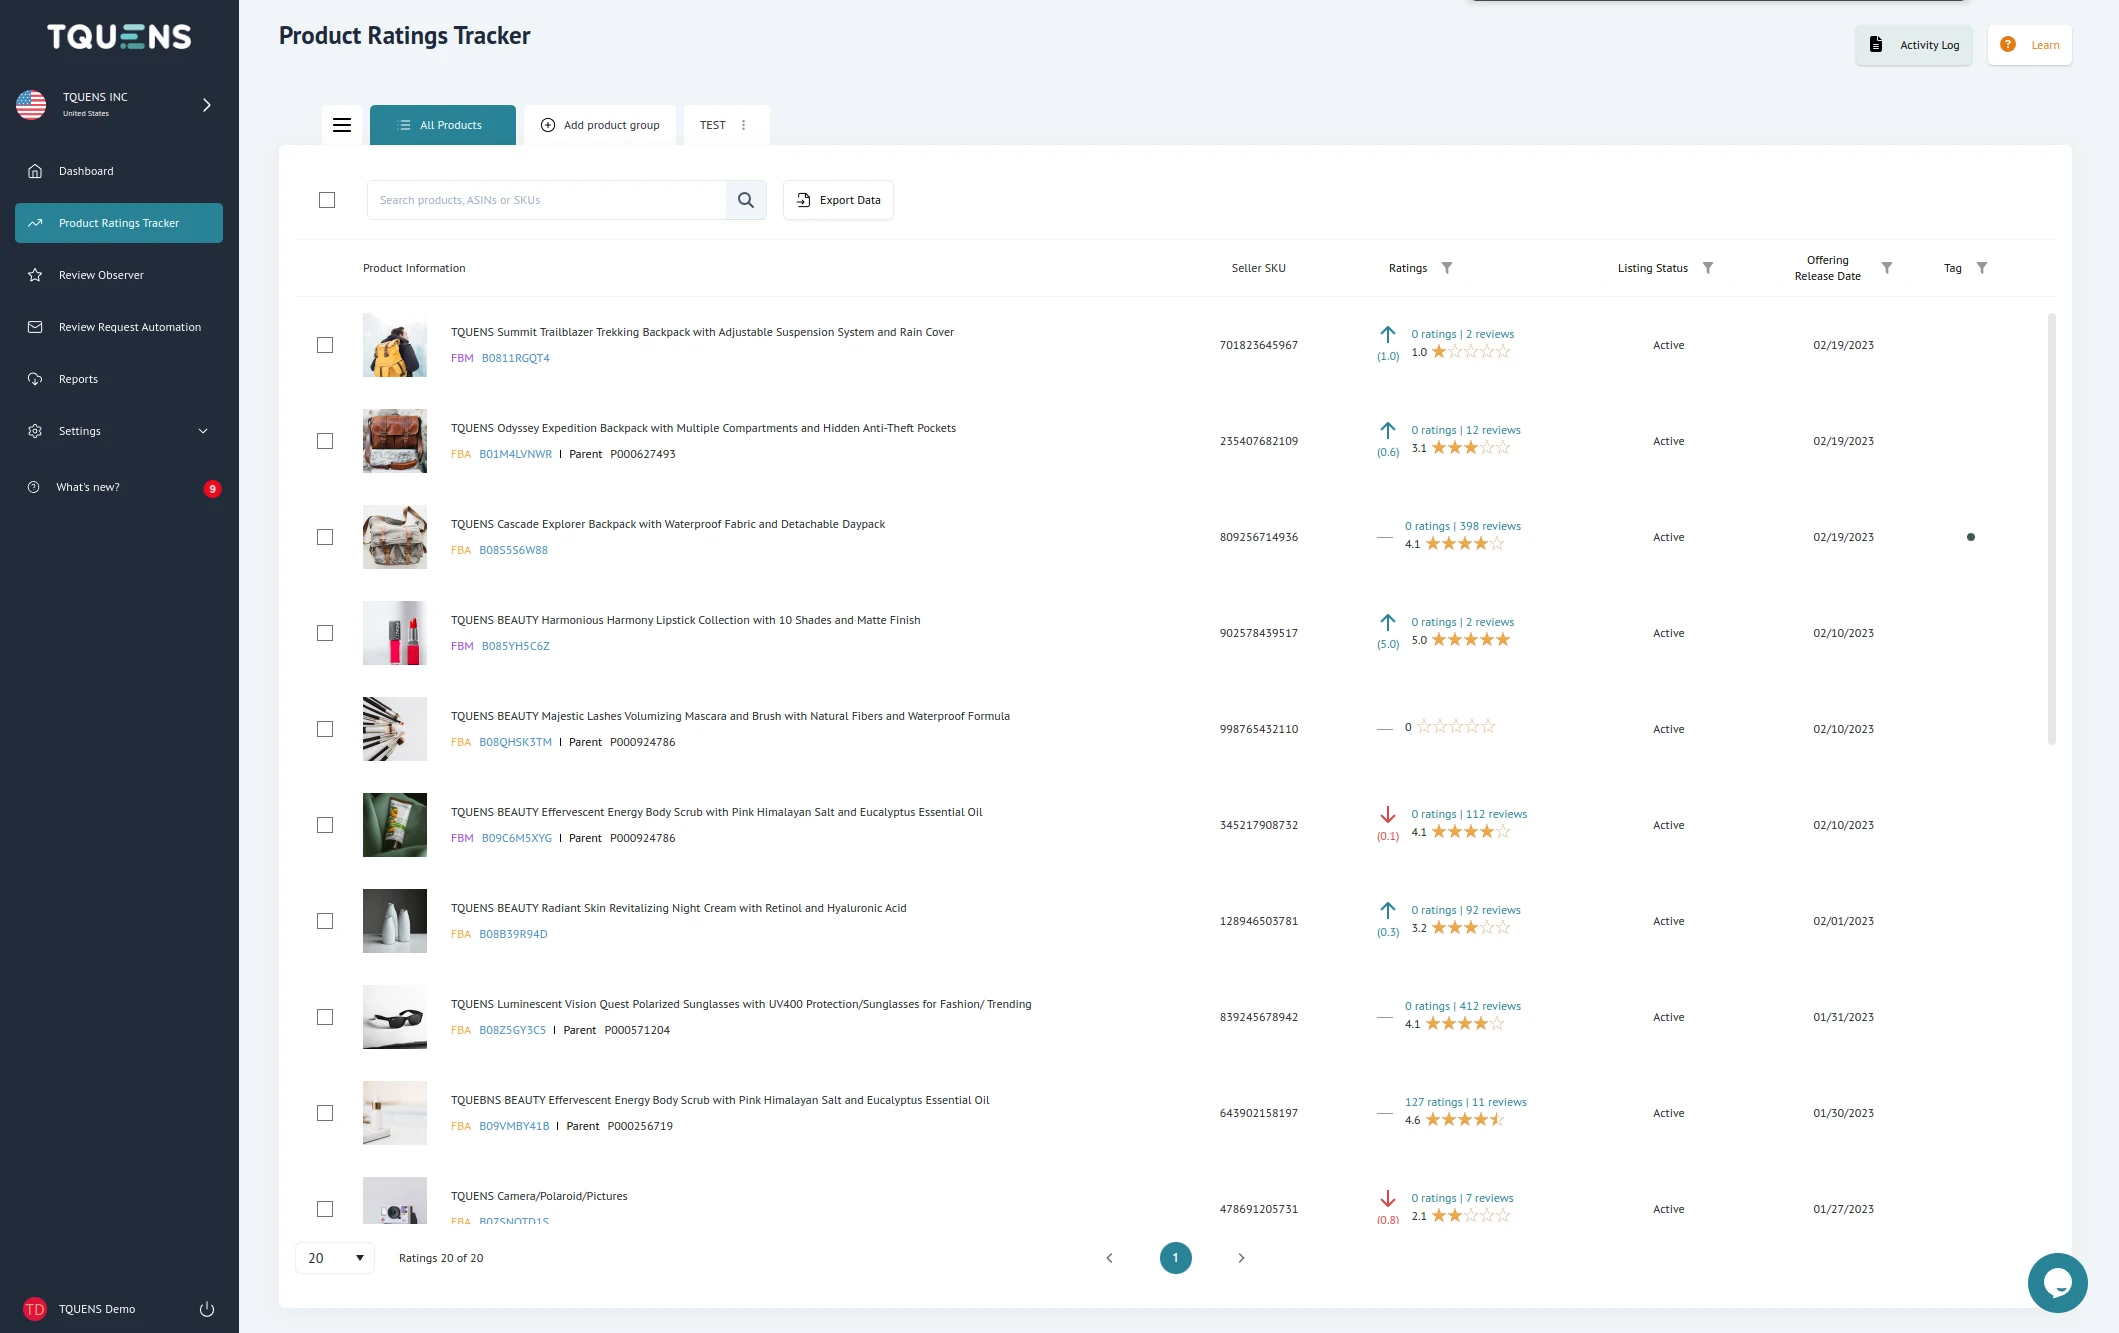 TQUENS
TQUENS INC
United States
Dashboard
Product Ratings Tracker
Review Observer
Review Request Automation
Reports
Settings
What's new?
9
TD
TQUENS Demo
Product Ratings Tracker
Activity Log
?
Learn
All Products
Add product group
TEST
Search products, ASINs or SKUs
Export Data
Product Information
Seller SKU
Ratings
Listing Status
Offering
Release Date
Tag
TQUENS Summit Trailblazer Trekking Backpack with Adjustable Suspension System and Rain Cover
FBM B0811RGQT4
701823645967
0 ratings | 2 reviews
(1.0) 1.0
Active
02/19/2023
TQUENS Odyssey Expedition Backpack with Multiple Compartments and Hidden Anti-Theft Pockets
FBA B01M4LVNWR | Parent P000627493
235407682109
0 ratings | 12 reviews
(0.6) 3.1
Active
02/19/2023
TQUENS Cascade Explorer Backpack with Waterproof Fabric and Detachable Daypack
FBA B08S5S6W88
809256714936
0 ratings | 398 reviews
4.1
Active
02/19/2023
TQUENS BEAUTY Harmonious Harmony Lipstick Collection with 10 Shades and Matte Finish
FBM B085YH5C6Z
902578439517
0 ratings | 2 reviews
(5.0) 5.0
Active
02/10/2023
TQUENS BEAUTY Majestic Lashes Volumizing Mascara and Brush with Natural Fibers and Waterproof Formula
FBA B08QHSK3TM | Parent P000924786
998765432110
0
Active
02/10/2023
TQUENS BEAUTY Effervescent Energy Body Scrub with Pink Himalayan Salt and Eucalyptus Essential Oil
FBM B09C6M5XYG | Parent P000924786
345217908732
0 ratings | 112 reviews
(0.1) 4.1
Active
02/10/2023
TQUENS BEAUTY Radiant Skin Revitalizing Night Cream with Retinol and Hyaluronic Acid
FBA B08B39R94D
128946503781
0 ratings | 92 reviews
(0.3) 3.2
Active
02/01/2023
TQUENS Luminescent Vision Quest Polarized Sunglasses with UV400 Protection/Sunglasses for Fashion/ Trending
FBA B08Z5GY3C5 | Parent P000571204
839245678942
0 ratings | 412 reviews
4.1
Active
01/31/2023
TQUEBNS BEAUTY Effervescent Energy Body Scrub with Pink Himalayan Salt and Eucalyptus Essential Oil
FBA B09VMBY41B | Parent P000256719
643902158197
127 ratings | 11 reviews
4.6
Active
01/30/2023
TQUENS Camera/Polaroid/Pictures
FBA B07SNQTD1S
478691205731
0 ratings | 7 reviews
(0.8) 2.1
Active
01/27/2023
20
Ratings 20 of 20
1